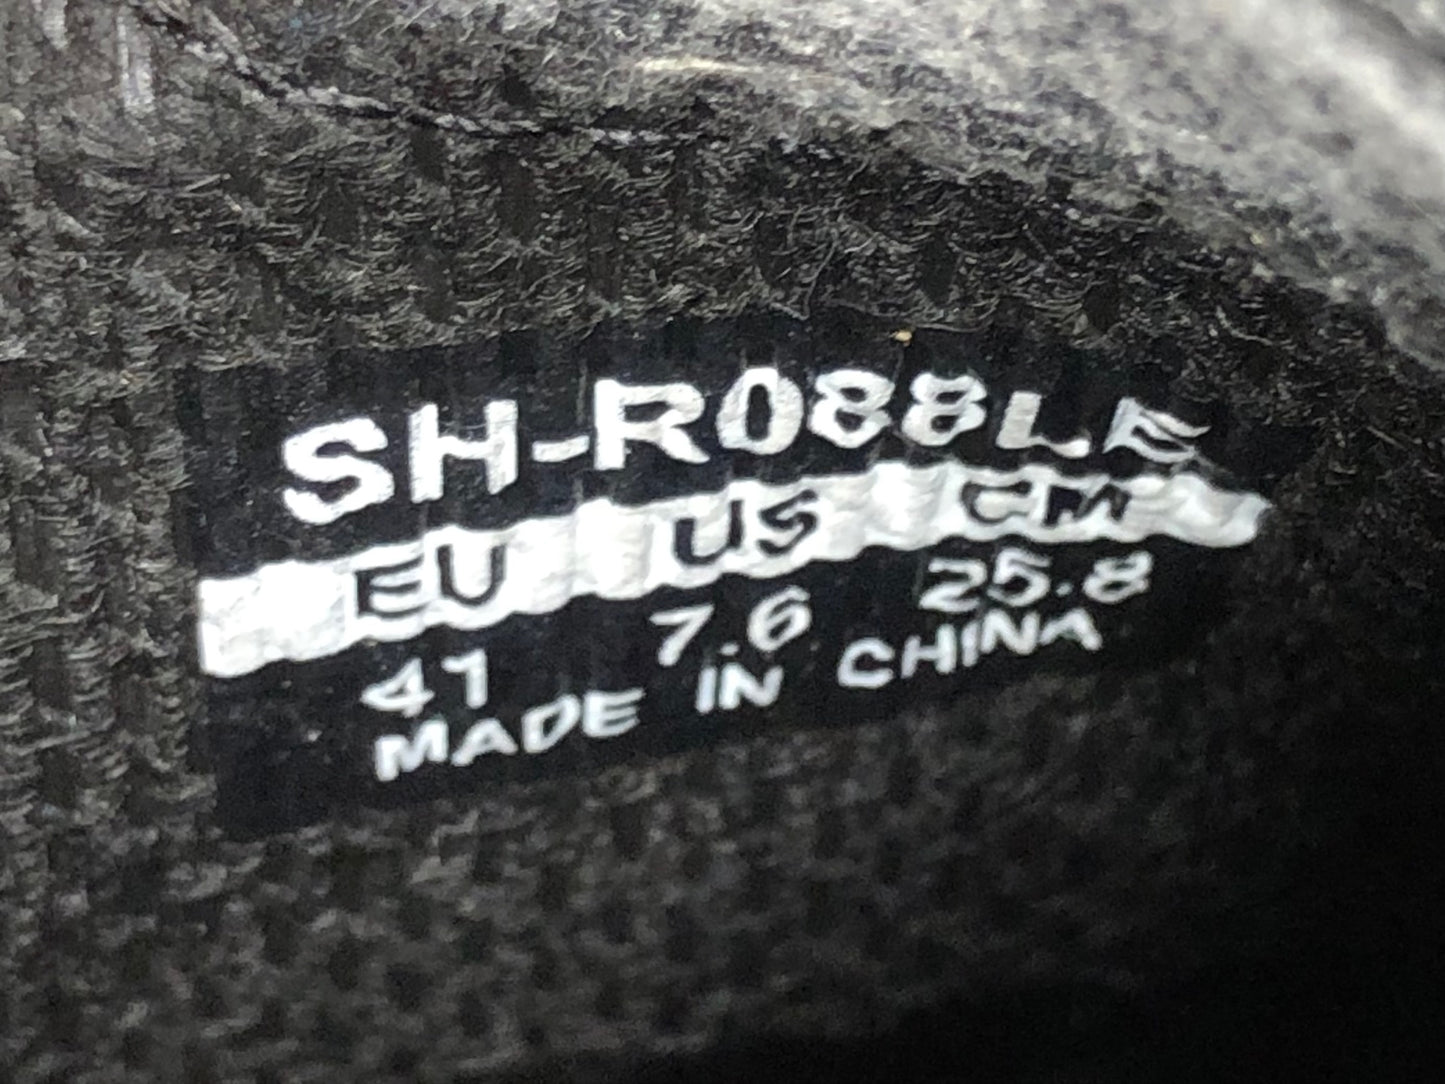 SH-R088LE
EU US CM
41 7.6 25.8
MADE IN CHINA